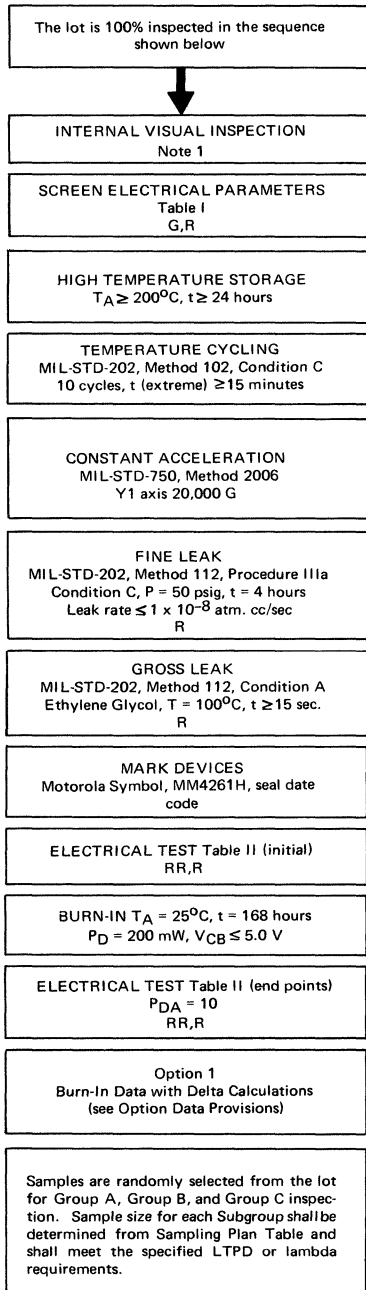 The lot is 100% inspected in the sequence
shown below
INTERNAL VISUAL INSPECTION
Note 1
SCREEN ELECTRICAL PARAMETERS
Table I
G,R
HIGH TEMPERATURE STORAGE
TA ≥ 200°C, t ≥ 24 hours
TEMPERATURE CYCLING
MIL-STD-202, Method 102, Condition C
10 cycles, t (extreme) ≥15 minutes
CONSTANT ACCELERATION
MIL-STD-750, Method 2006
Y1 axis 20,000 G
FINE LEAK
MIL-STD-202, Method 112, Procedure IIIa
Condition C, P = 50 psig, t = 4 hours
Leak rate ≤ 1 x 10⁻⁸ atm. cc/sec
R
GROSS LEAK
MIL-STD-202, Method 112, Condition A
Ethylene Glycol, T = 100°C, t ≥15 sec.
R
MARK DEVICES
Motorola Symbol, MM4261H, seal date
code
ELECTRICAL TEST Table II (initial)
RR,R
BURN-IN TA = 25°C, t = 168 hours
PD = 200 mW, VCB ≤ 5.0 V
ELECTRICAL TEST Table II (end points)
PDA = 10
RR,R
Option 1
Burn-In Data with Delta Calculations
(see Option Data Provisions)
Samples are randomly selected from the lot
for Group A, Group B, and Group C inspec-
tion. Sample size for each Subgroup shall be
determined from Sampling Plan Table and
shall meet the specified LTPD or lambda
requirements.